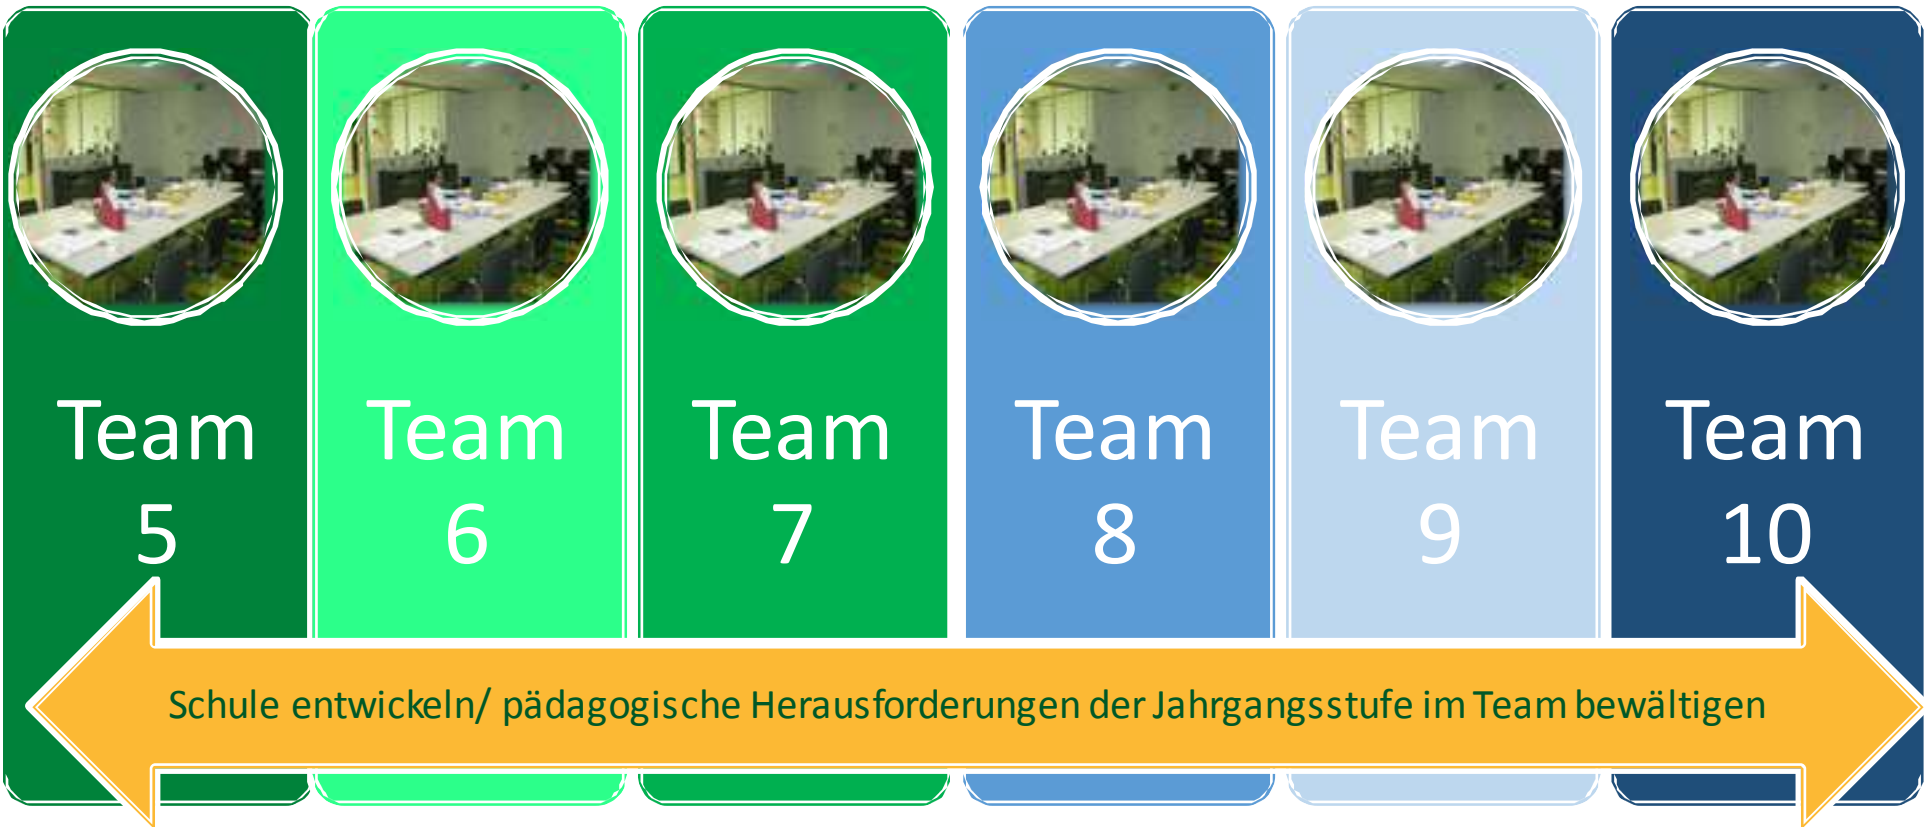 Team
5
Team
6
Team
7
Team
8
Team
9
Team
10
Schule entwickeln/ pädagogische Herausforderungen der Jahrgangsstufe im Team bewältigen